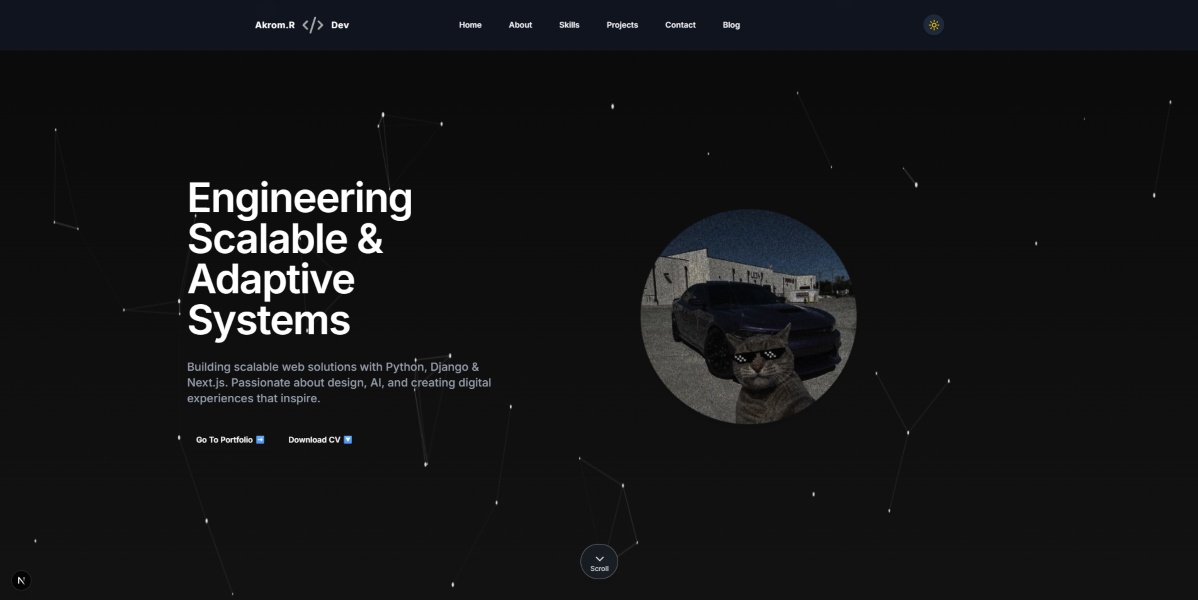 Akrom.R </> Dev
Home About Skills Projects Contact Blog
Engineering
Scalable &
Adaptive
Systems
Building scalable web solutions with Python, Django &
Next.js. Passionate about design, AI, and creating digital
experiences that inspire.
Go To Portfolio ➡️ Download CV 🔽
Scroll
N